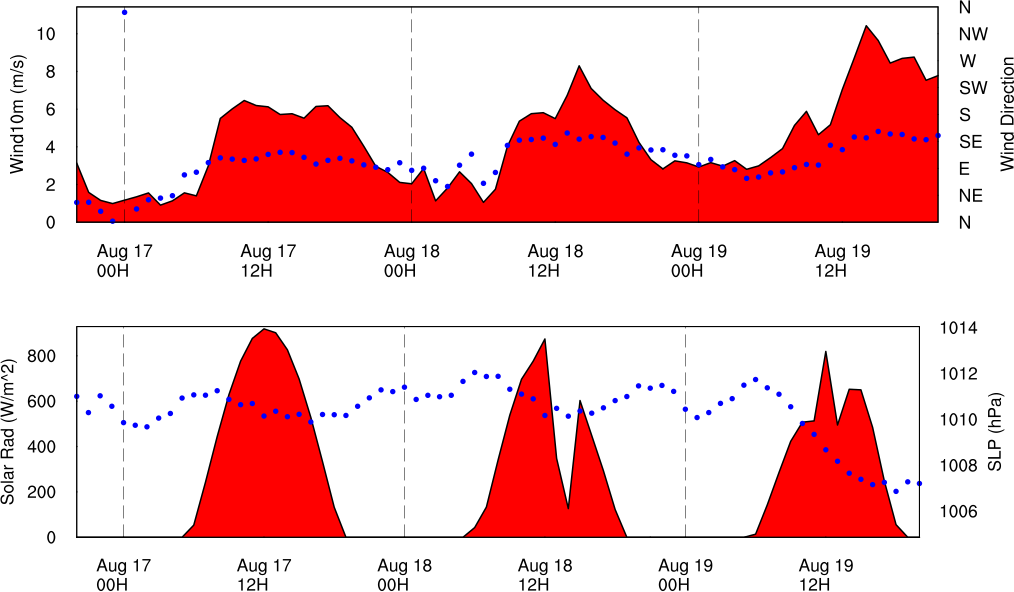 Wind10m (m/s)
10
8
6
4
2
0
N
NW
W
SW
S
SE
E
NE
N
Wind Direction
Aug 17 Aug 17 Aug 18 Aug 18 Aug 19 Aug 19
00H 12H 00H 12H 00H 12H
Solar Rad (W/m^2)
800
600
400
200
0
1014
1012
1010
1008
1006
SLP (hPa)
Aug 17 Aug 17 Aug 18 Aug 18 Aug 19 Aug 19
00H 12H 00H 12H 00H 12H